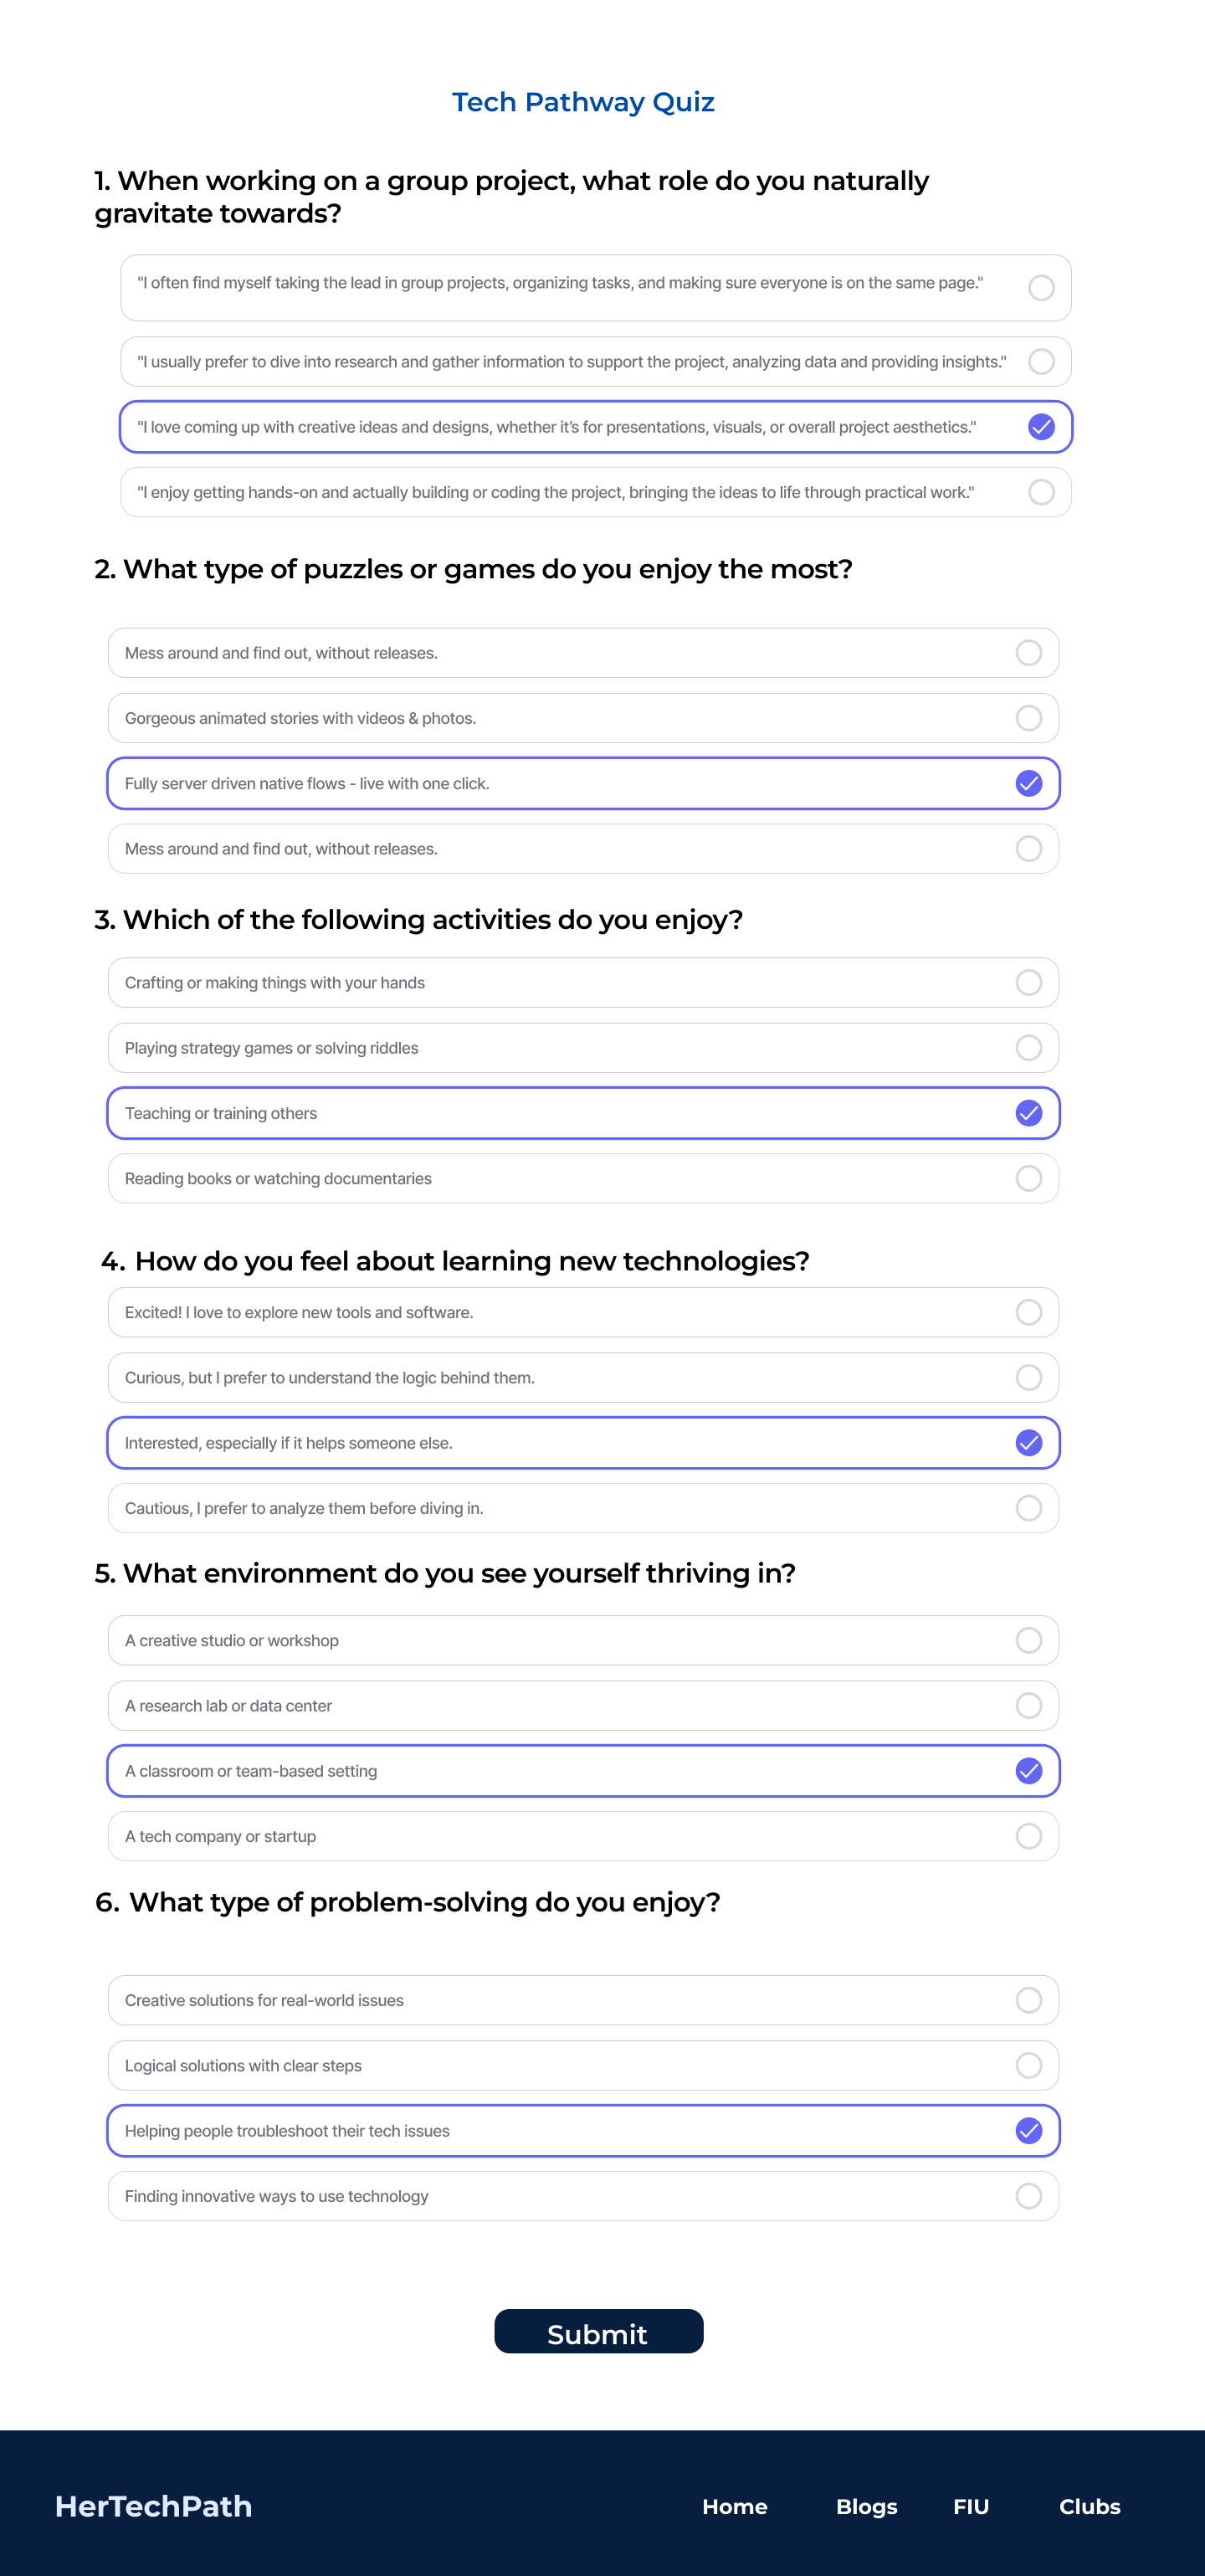 Tech Pathway Quiz
1. When working on a group project, what role do you naturally
gravitate towards?
"I often find myself taking the lead in group projects, organizing tasks, and making sure everyone is on the same page."
"I usually prefer to dive into research and gather information to support the project, analyzing data and providing insights."
"I love coming up with creative ideas and designs, whether it's for presentations, visuals, or overall project aesthetics."
"I enjoy getting hands-on and actually building or coding the project, bringing the ideas to life through practical work."
2. What type of puzzles or games do you enjoy the most?
Mess around and find out, without releases.
Gorgeous animated stories with videos & photos.
Fully server driven native flows - live with one click.
Mess around and find out, without releases.
3. Which of the following activities do you enjoy?
Crafting or making things with your hands
Playing strategy games or solving riddles
Teaching or training others
Reading books or watching documentaries
4. How do you feel about learning new technologies?
Excited! I love to explore new tools and software.
Curious, but I prefer to understand the logic behind them.
Interested, especially if it helps someone else.
Cautious, I prefer to analyze them before diving in.
5. What environment do you see yourself thriving in?
A creative studio or workshop
A research lab or data center
A classroom or team-based setting
A tech company or startup
6. What type of problem-solving do you enjoy?
Creative solutions for real-world issues
Logical solutions with clear steps
Helping people troubleshoot their tech issues
Finding innovative ways to use technology
Submit
HerTechPath Home Blogs FIU Clubs